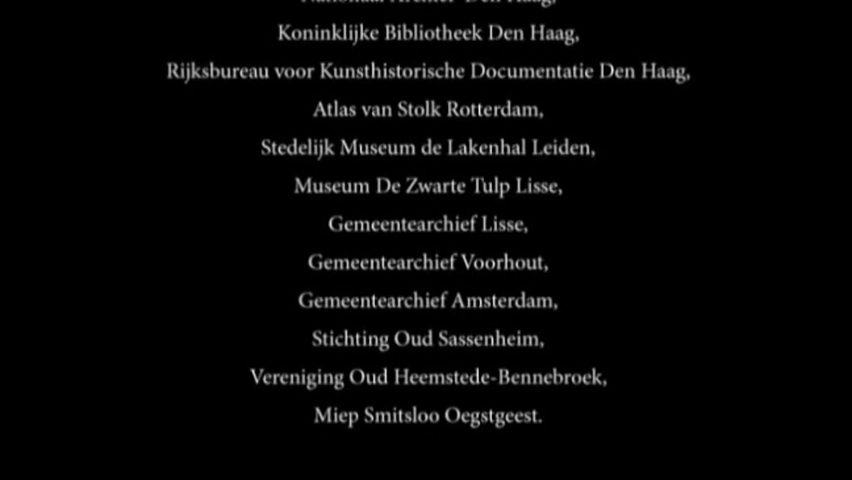 Nationaal Archief Den Haag,
Koninklijke Bibliotheek Den Haag,
Rijksbureau voor Kunsthistorische Documentatie Den Haag,
Atlas van Stolk Rotterdam,
Stedelijk Museum de Lakenhal Leiden,
Museum De Zwarte Tulp Lisse,
Gemeentearchief Lisse,
Gemeentearchief Voorhout,
Gemeentearchief Amsterdam,
Stichting Oud Sassenheim,
Vereniging Oud Heemstede-Bennebroek,
Miep Smitsloo Oegstgeest.